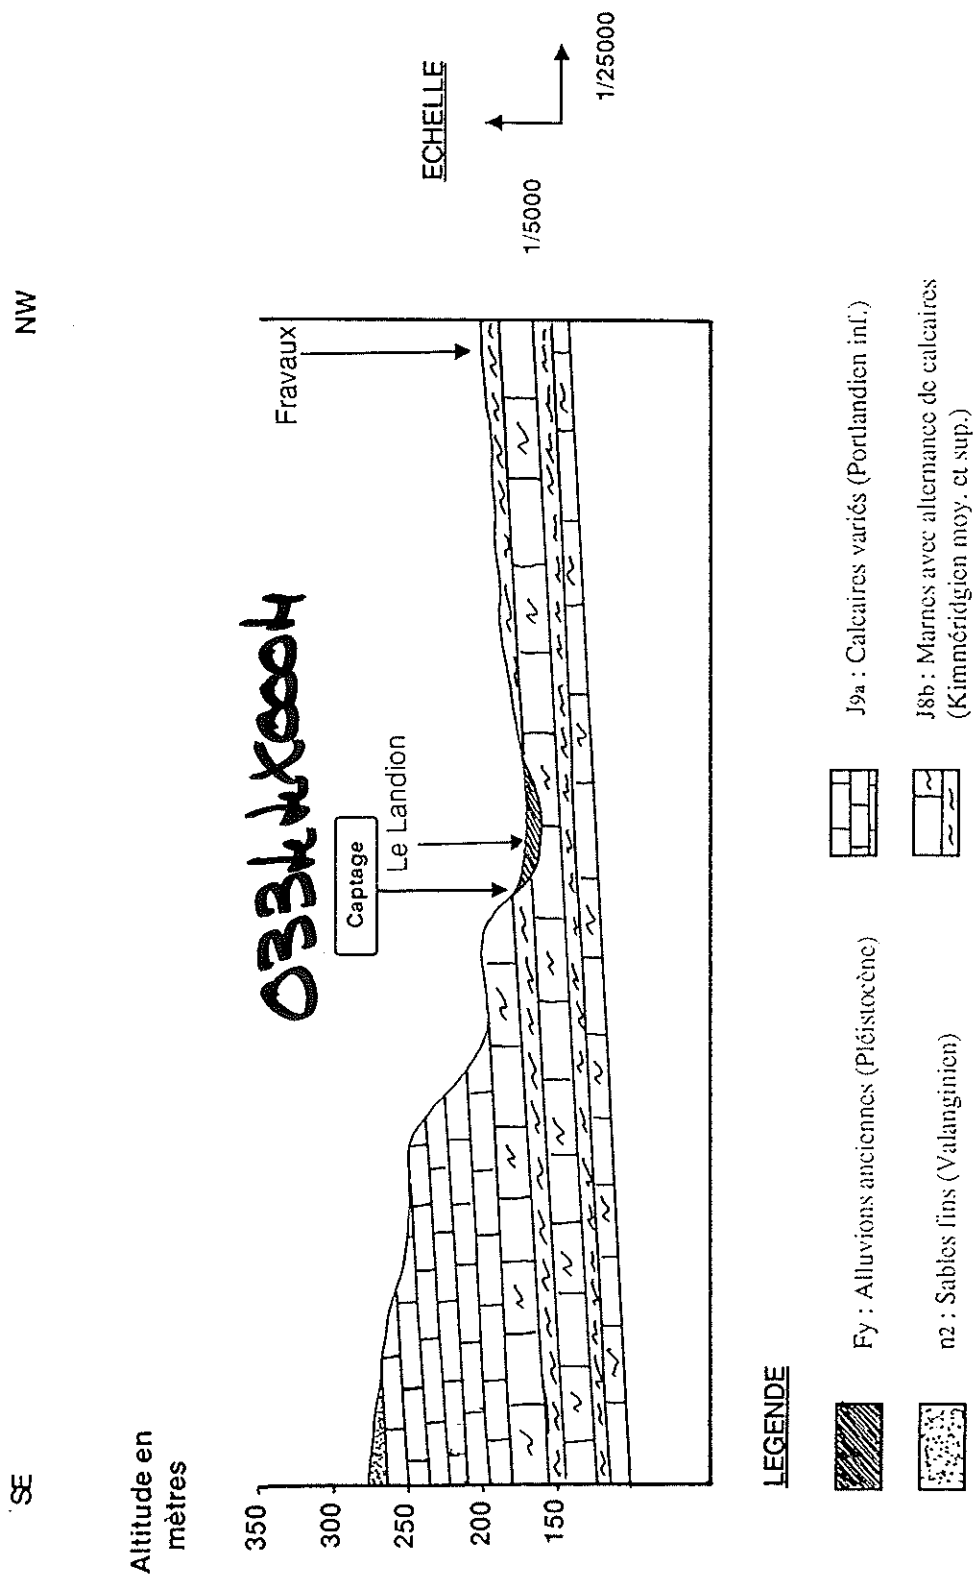 SE
NW
Altitude en
mètres
03344X0004
350
300
250
200
150
Captage
Le Landion
Fravaux
ECHELLE
1/5000
1/25000
LEGENDE
Fy : Alluvions anciennes (Pléistocène)
n2 : Sables fins (Valanginien)
J9a : Calcaires variés (Portlandien inf.)
J8b : Marnes avec alternance de calcaires
(Kimméridgien moy. et sup.)